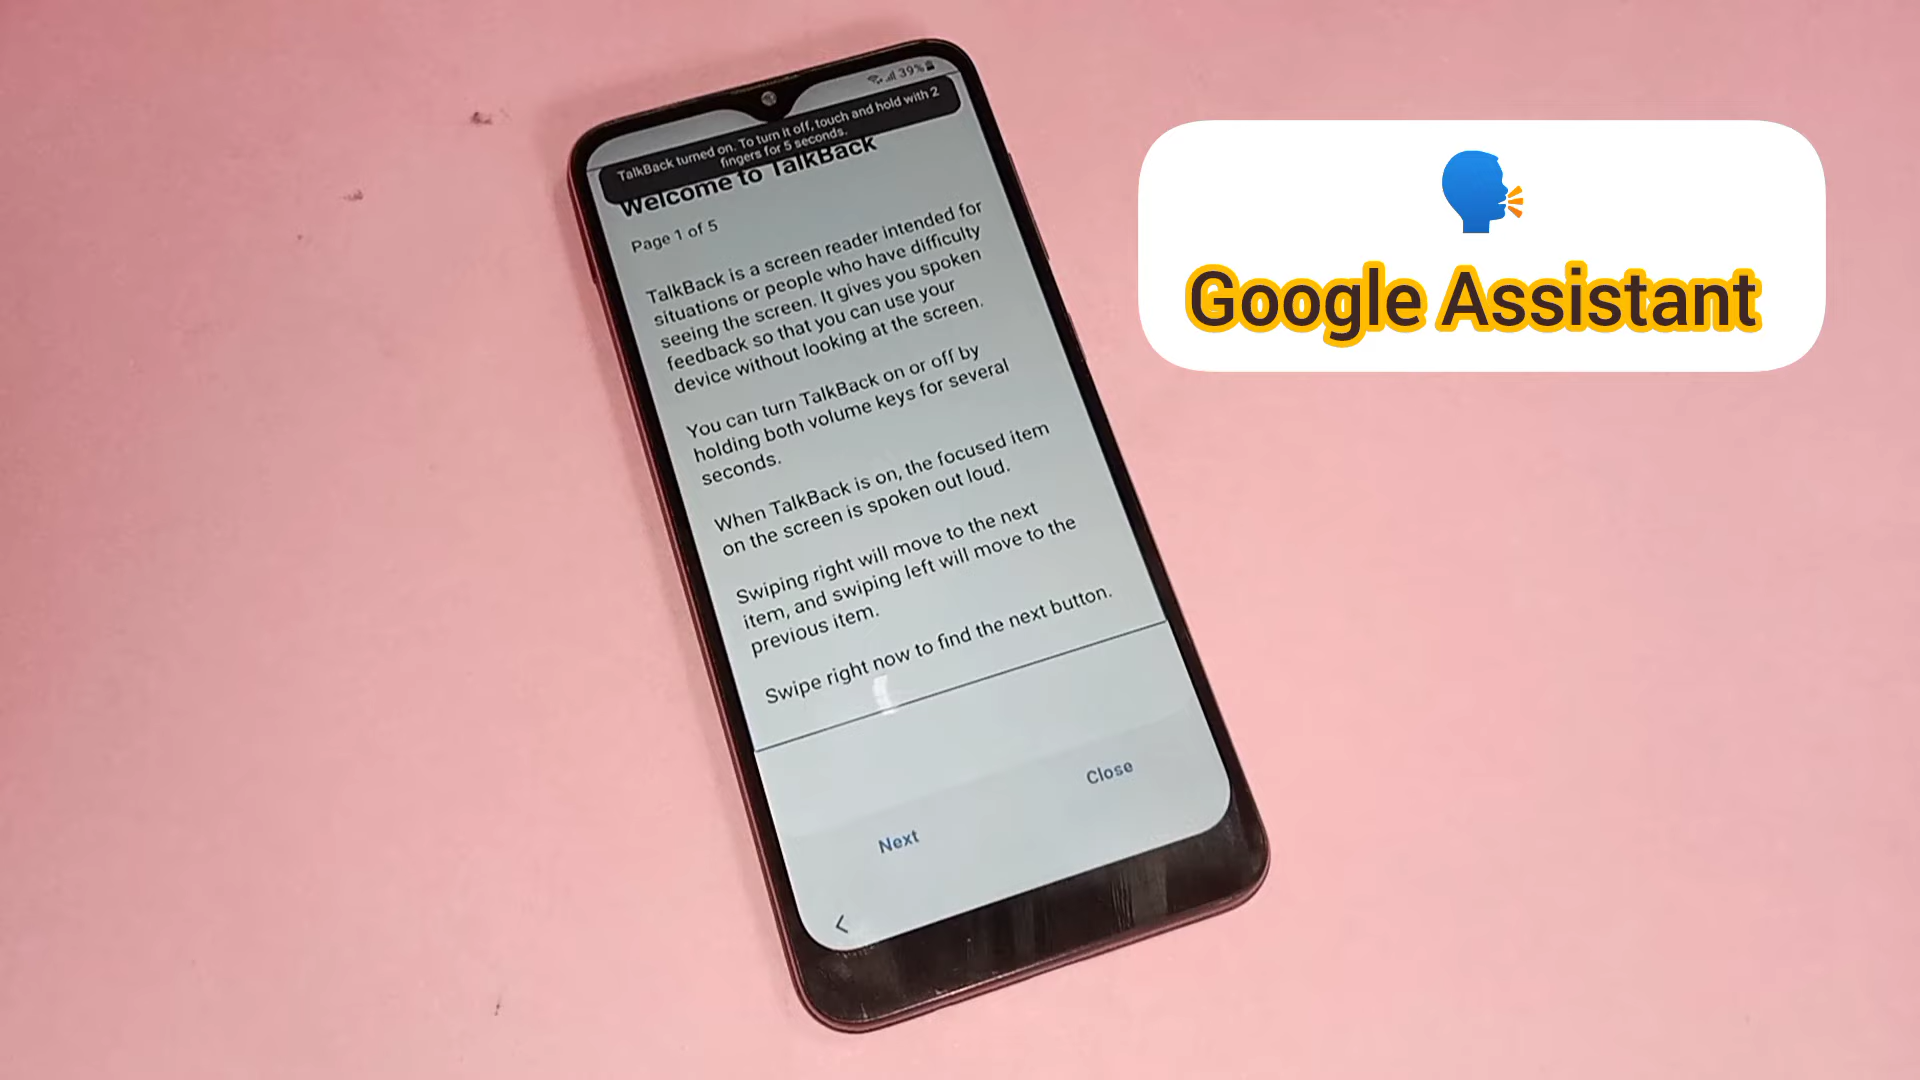 39%
TalkBack turned on. To turn it off, touch and hold with 2
fingers for 5 seconds.
Welcome to TalkBack
Page 1 of 5
TalkBack is a screen reader intended for
situations or people who have difficulty
seeing the screen. It gives you spoken
feedback so that you can use your
device without looking at the screen.
You can turn TalkBack on or off by
holding both volume keys for several
seconds.
When TalkBack is on, the focused item
on the screen is spoken out loud.
Swiping right will move to the next
item, and swiping left will move to the
previous item.
Swipe right now to find the next button.
Close
Next
Google Assistant